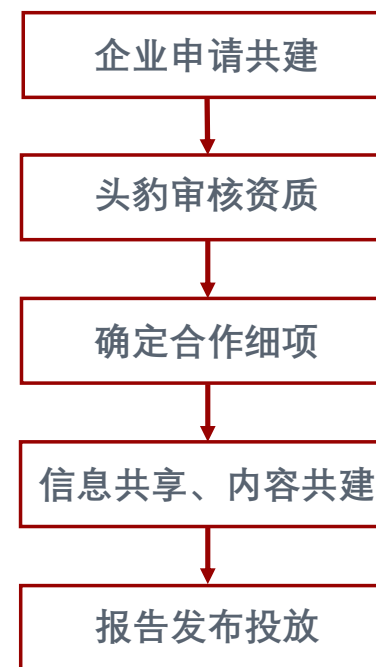 企业申请共建
头豹审核资质
确定合作细项
信息共享、内容共建
报告发布投放